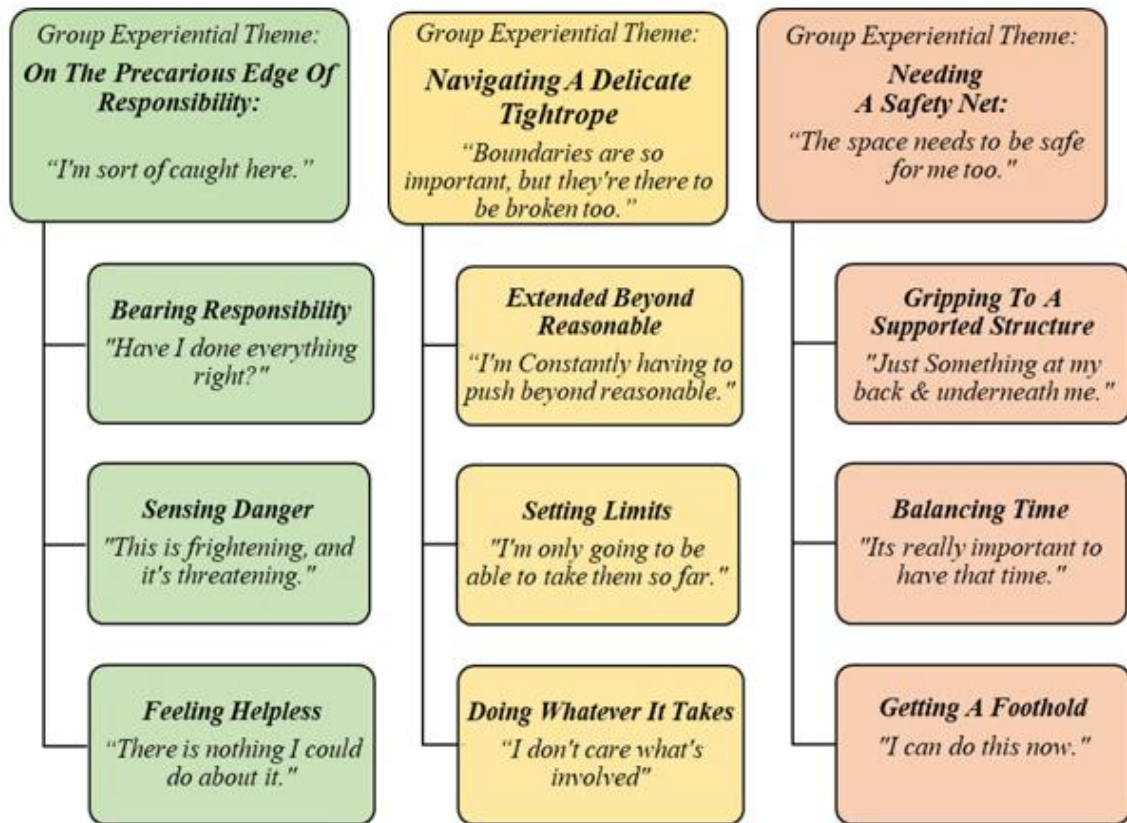 Group Experiential Theme:
On The Precarious Edge Of
Responsibility:
“I'm sort of caught here.”
Bearing Responsibility
"Have I done everything
right?"
Sensing Danger
"This is frightening, and
it's threatening."
Feeling Helpless
“There is nothing I could
do about it."
Group Experiential Theme:
Navigating A Delicate
Tightrope
“Boundaries are so
important, but they're there to
be broken too.”
Extended Beyond
Reasonable
“I'm Constantly having to
push beyond reasonable."
Setting Limits
"I'm only going to be
able to take them so far."
Doing Whatever It Takes
“I don't care what's
involved"
Group Experiential Theme:
Needing
A Safety Net:
“The space needs to be safe
for me too."
Gripping To A
Supported Structure
"Just Something at my
back & underneath me."
Balancing Time
"Its really important to
have that time."
Getting A Foothold
"I can do this now."